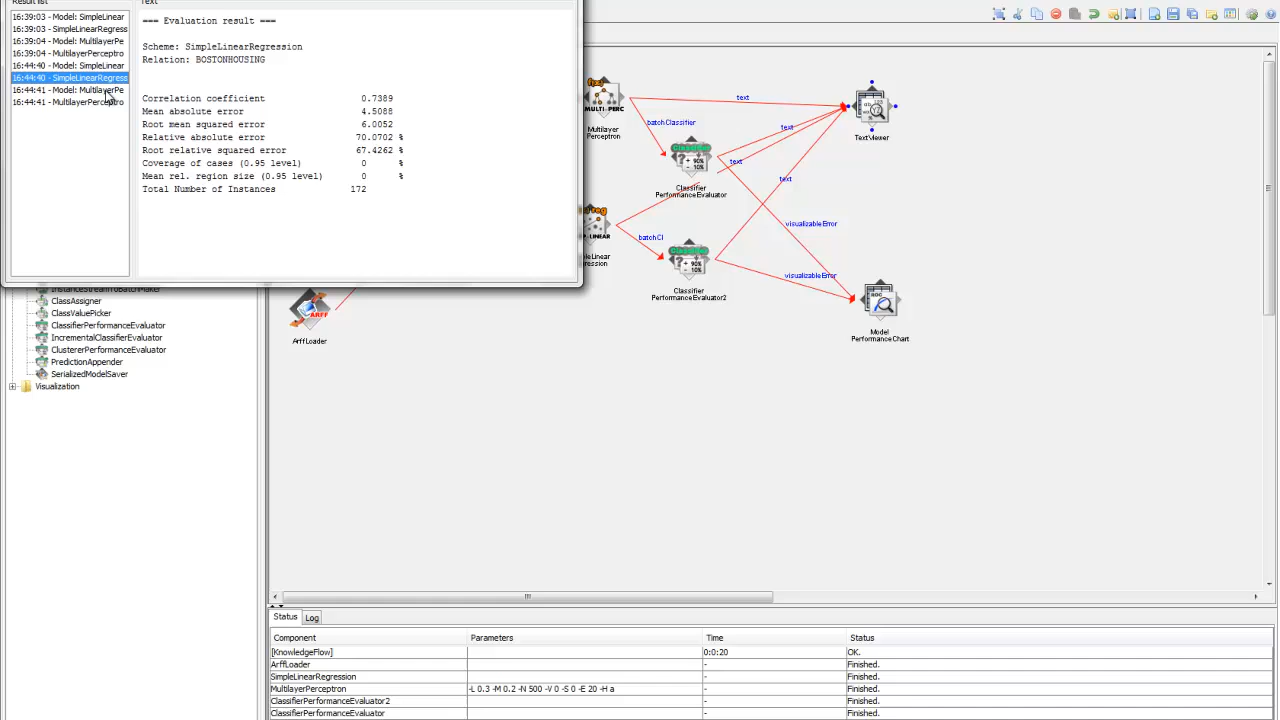 Result list
Text
16:39:03 - Model: SimpleLinear
16:39:03 - SimpleLinearRegress
16:39:04 - Model: MultilayerPe
16:39:04 - MultilayerPerceptro
16:44:40 - Model: SimpleLinear
16:44:40 - SimpleLinearRegress
16:44:41 - Model: MultilayerPe
16:44:41 - MultilayerPerceptro
=== Evaluation result ===
Scheme: SimpleLinearRegression
Relation: BOSTONHOUSING
Correlation coefficient 0.7389
Mean absolute error 4.5088
Root mean squared error 6.0052
Relative absolute error 70.0702 %
Root relative squared error 67.4262 %
Coverage of cases (0.95 level) 0 %
Mean rel. region size (0.95 level) 0 %
Total Number of Instances 172
InstanceStreamToBatchMaker
ClassAssigner
ClassValuePicker
ClassifierPerformanceEvaluator
IncrementalClassifierEvaluator
ClustererPerformanceEvaluator
PredictionAppender
SerializedModelSaver
Visualization
MULTI-PERC
Multilayer
Perceptron
batchClassifier
text
text
text
text
Classifier
PerformanceEvaluator
TextViewer
batchCl
Classifier
PerformanceEvaluator2
visualizableError
visualizableError
ROC
Model
PerformanceChart
ARFF
ArffLoader
Status
Log
Component Parameters Time Status
[KnowledgeFlow] 0:0:20 OK.
ArffLoader - Finished.
SimpleLinearRegression - Finished.
MultilayerPerceptron -L 0.3 -M 0.2 -N 500 -V 0 -S 0 -E 20 -H a - Finished.
ClassifierPerformanceEvaluator2 - Finished.
ClassifierPerformanceEvaluator - Finished.